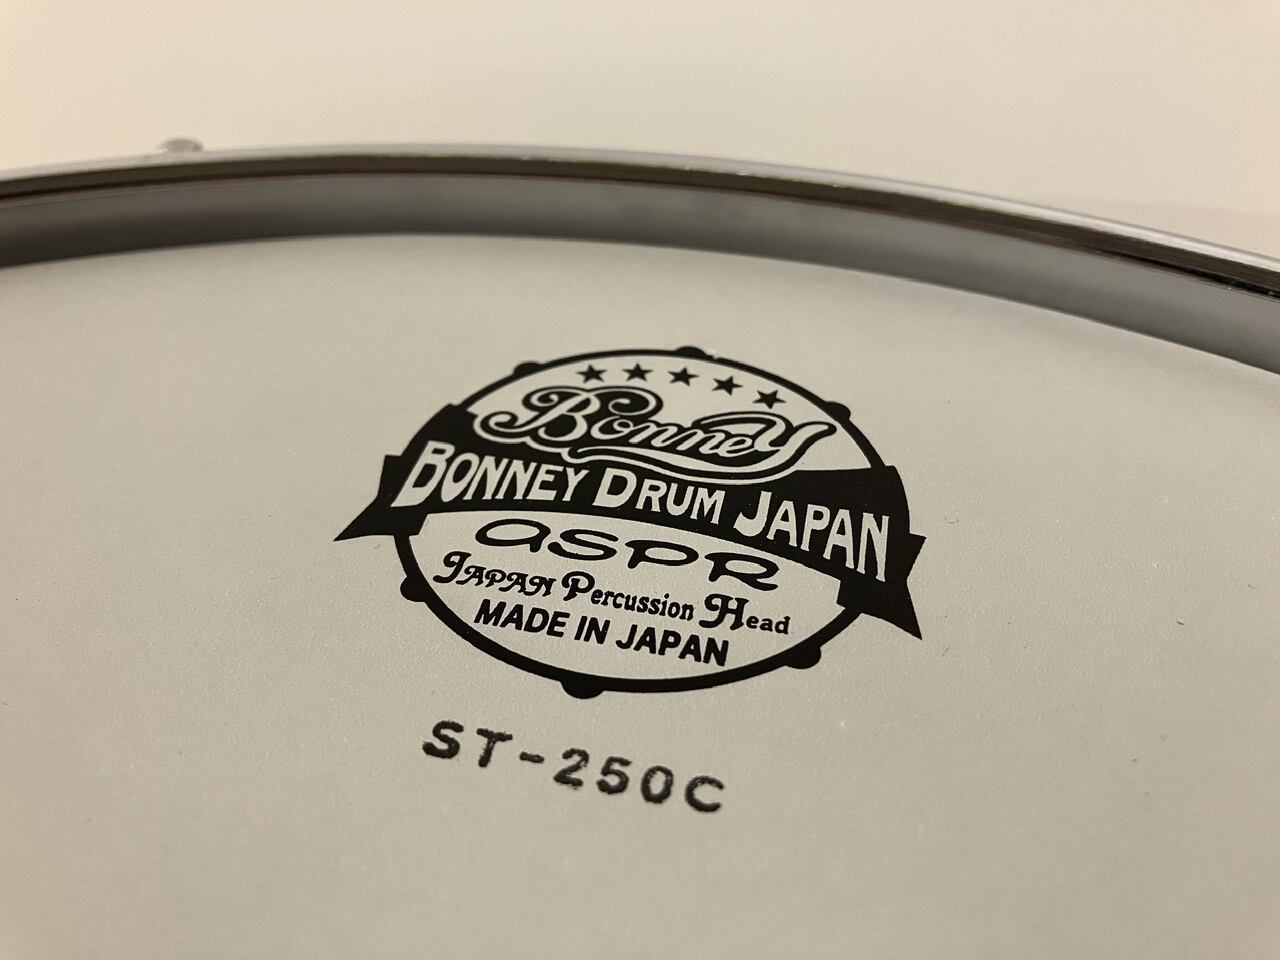 Bonney
BONNEY DRUM JAPAN
aspr
JAPAN Percussion Head
MADE IN JAPAN
ST-250C